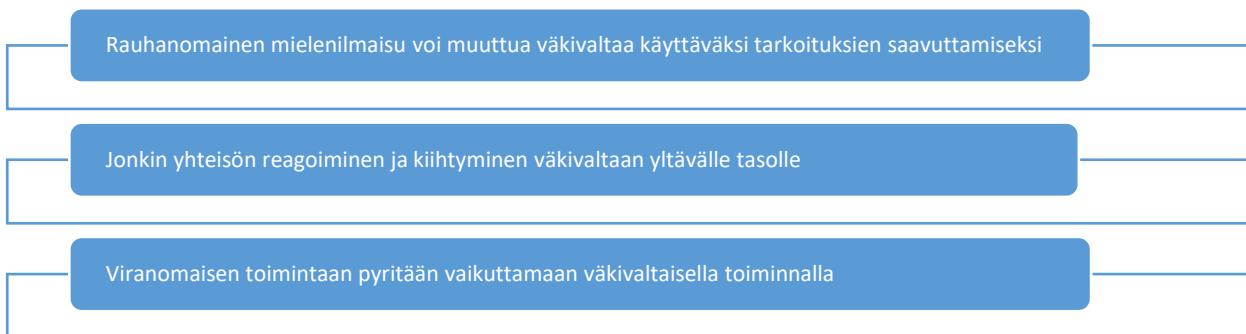 Rauhanomainen mielenilmaisu voi muuttua väkivaltaa käyttäväksi tarkoituksien saavuttamiseksi
Jonkin yhteisön reagoiminen ja kiihtyminen väkivaltaan yltävälle tasolle
Viranomaisen toimintaan pyritään vaikuttamaan väkivaltaisella toiminnalla